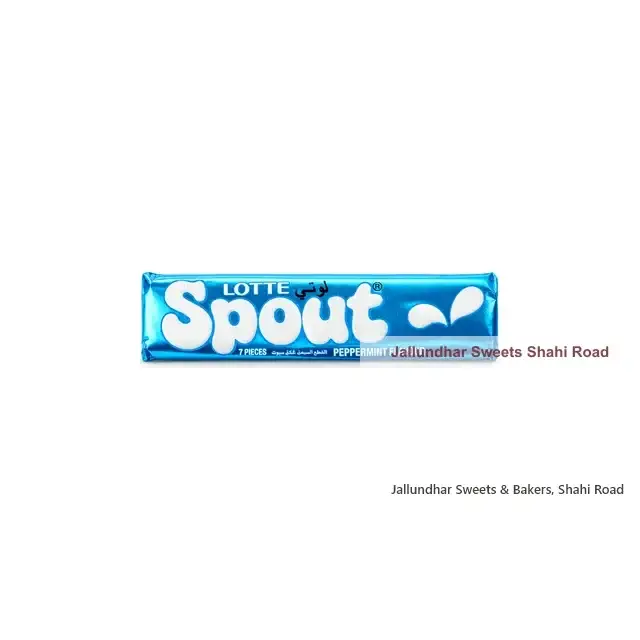 LOTTE لوتي
Spout®
7 PIECES PEPPERMINT
Jallundhar Sweets Shahi Road
Jallundhar Sweets & Bakers, Shahi Road